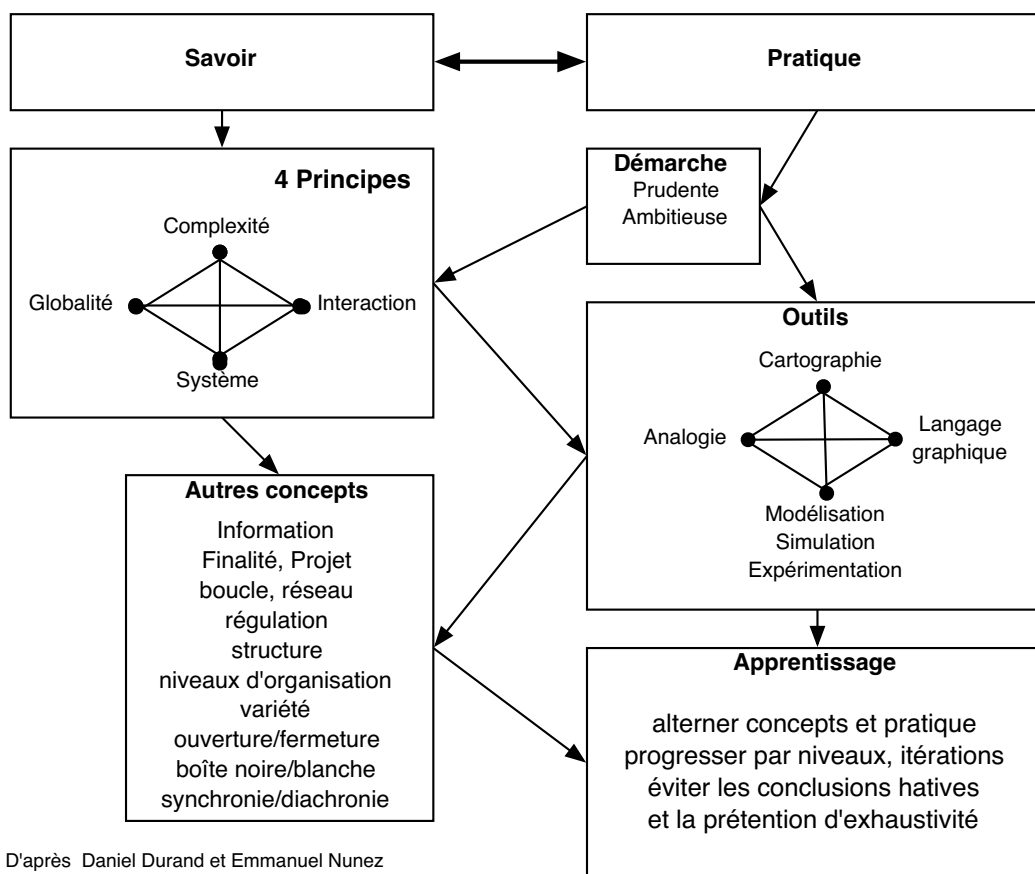 Savoir
Pratique
4 Principes
Complexité
Globalité
Interaction
Système
Démarche
Prudente
Ambitieuse
Outils
Cartographie
Analogie
Langage
graphique
Modélisation
Simulation
Expérimentation
Autres concepts
Information
Finalité, Projet
boucle, réseau
régulation
structure
niveaux d'organisation
variété
ouverture/fermeture
boîte noire/blanche
synchronie/diachronie
Apprentissage
alterner concepts et pratique
progresser par niveaux, itérations
éviter les conclusions hatives
et la prétention d'exhaustivité
D'après Daniel Durand et Emmanuel Nunez